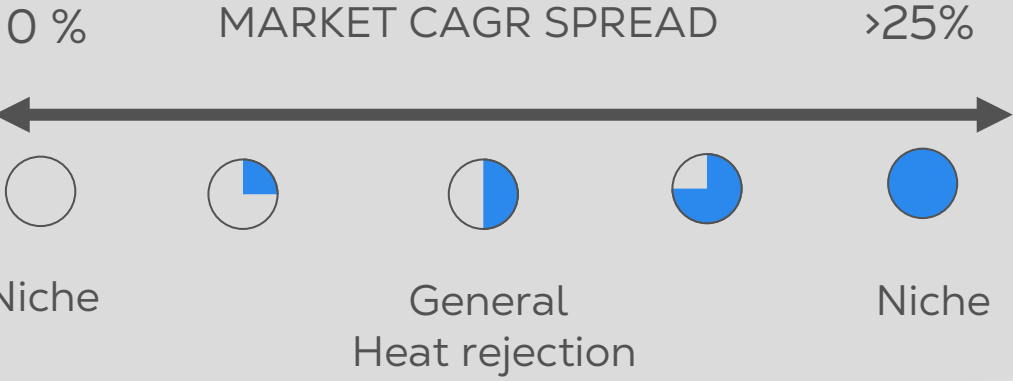 0 % MARKET CAGR SPREAD >25%
Niche General Niche
Heat rejection